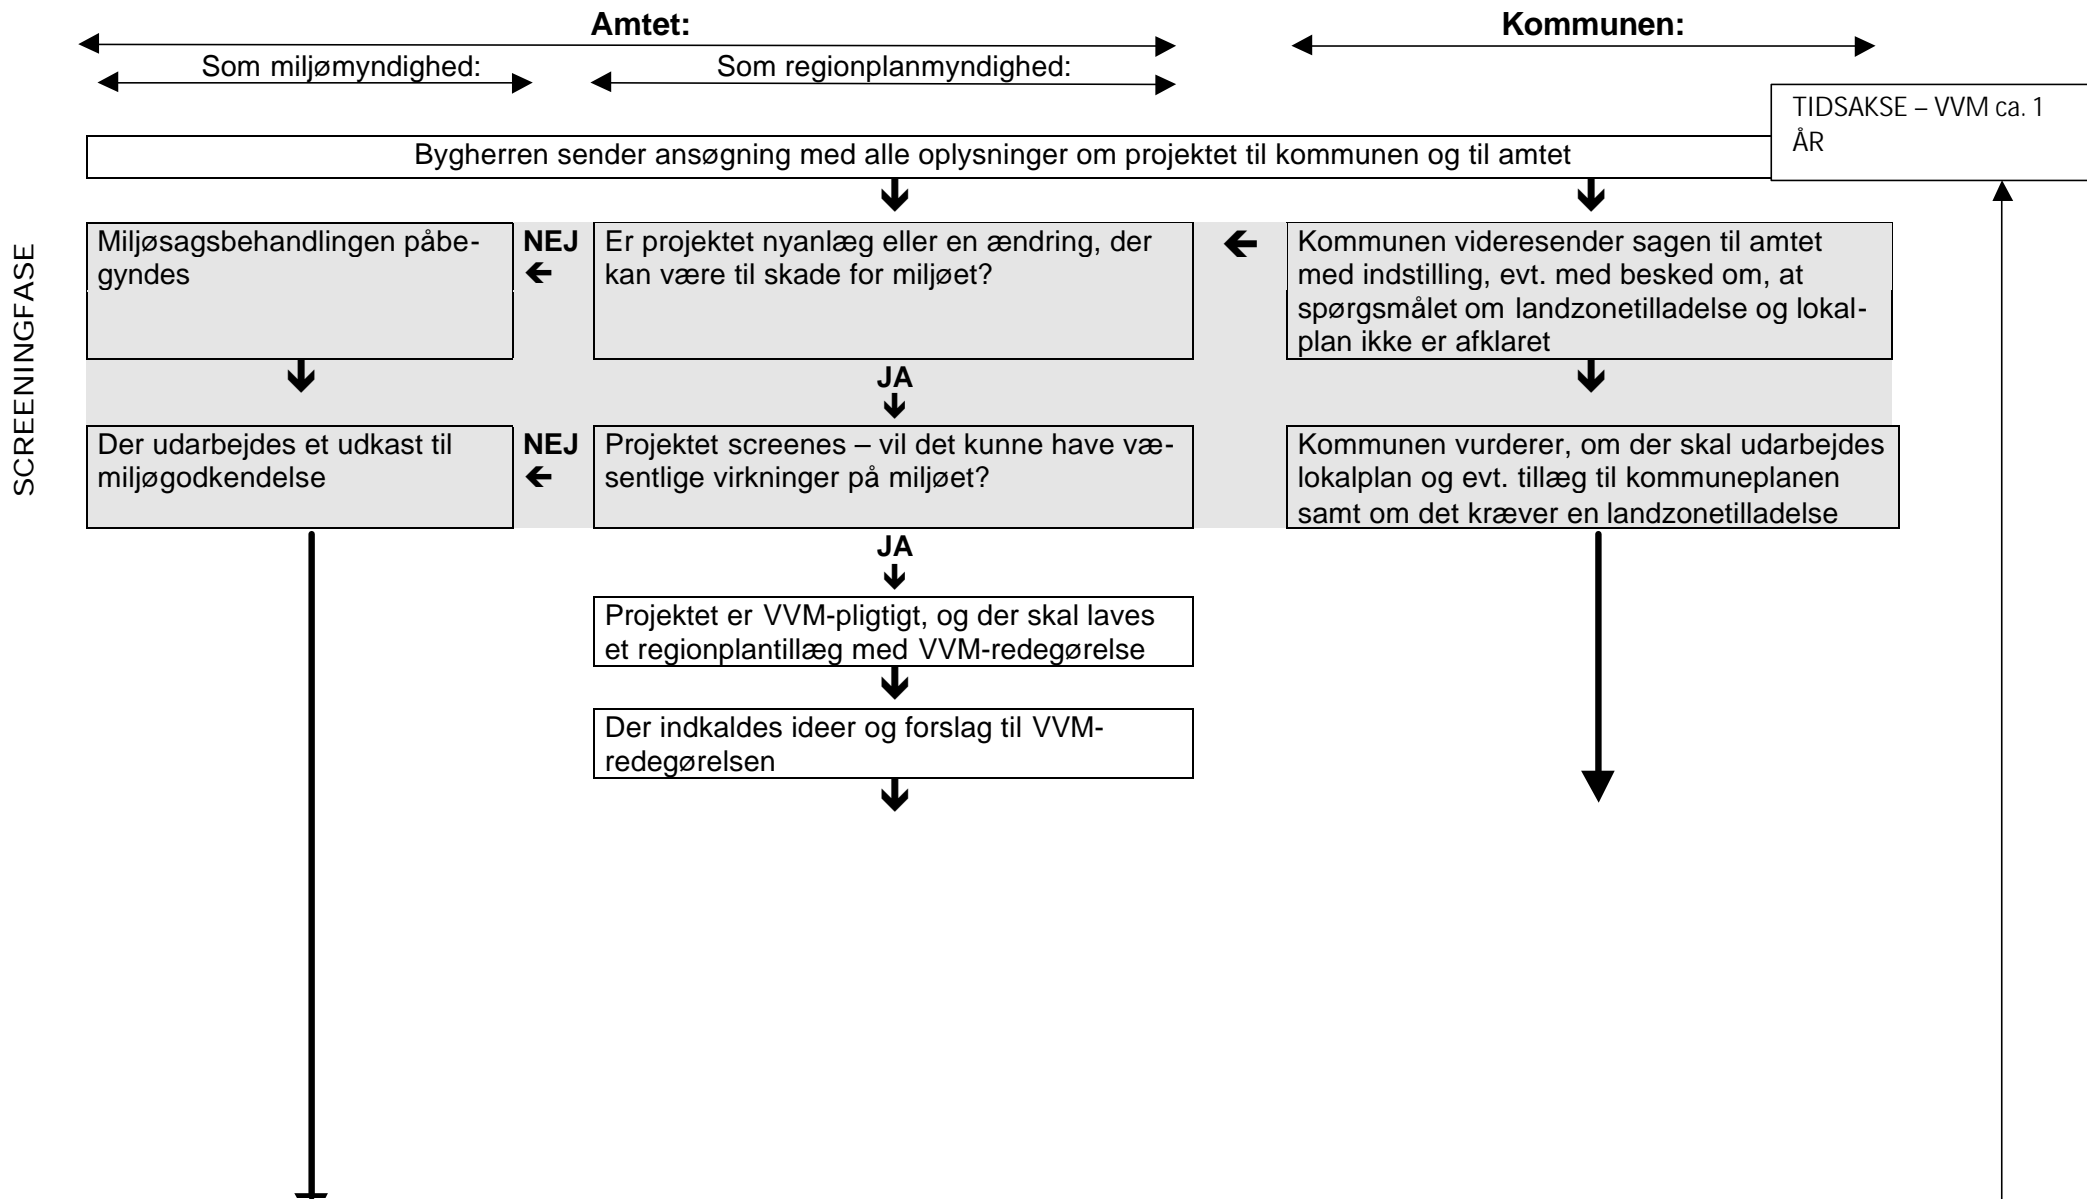 Amtet:
Kommunen:
Som miljømyndighed:
Som regionplanmyndighed:
TIDSAKSE – VVM ca. 1
ÅR
Bygherren sender ansøgning med alle oplysninger om projektet til kommunen og til amtet
SCREENINGFASE
Miljøsagsbehandlingen påbe-
gyndes
NEJ
Er projektet nyanlæg eller en ændring, der
kan være til skade for miljøet?
Kommunen videresender sagen til amtet
med indstilling, evt. med besked om, at
spørgsmålet om landzonetilladelse og lokal-
plan ikke er afklaret
JA
Der udarbejdes et udkast til
miljøgodkendelse
NEJ
Projektet screenes – vil det kunne have væ-
sentlige virkninger på miljøet?
Kommunen vurderer, om der skal udarbejdes
lokalplan og evt. tillæg til kommuneplanen
samt om det kræver en landzonetilladelse
JA
Projektet er VVM-pligtigt, og der skal laves
et regionplantillæg med VVM-redegørelse
Der indkaldes ideer og forslag til VVM-
redegørelsen